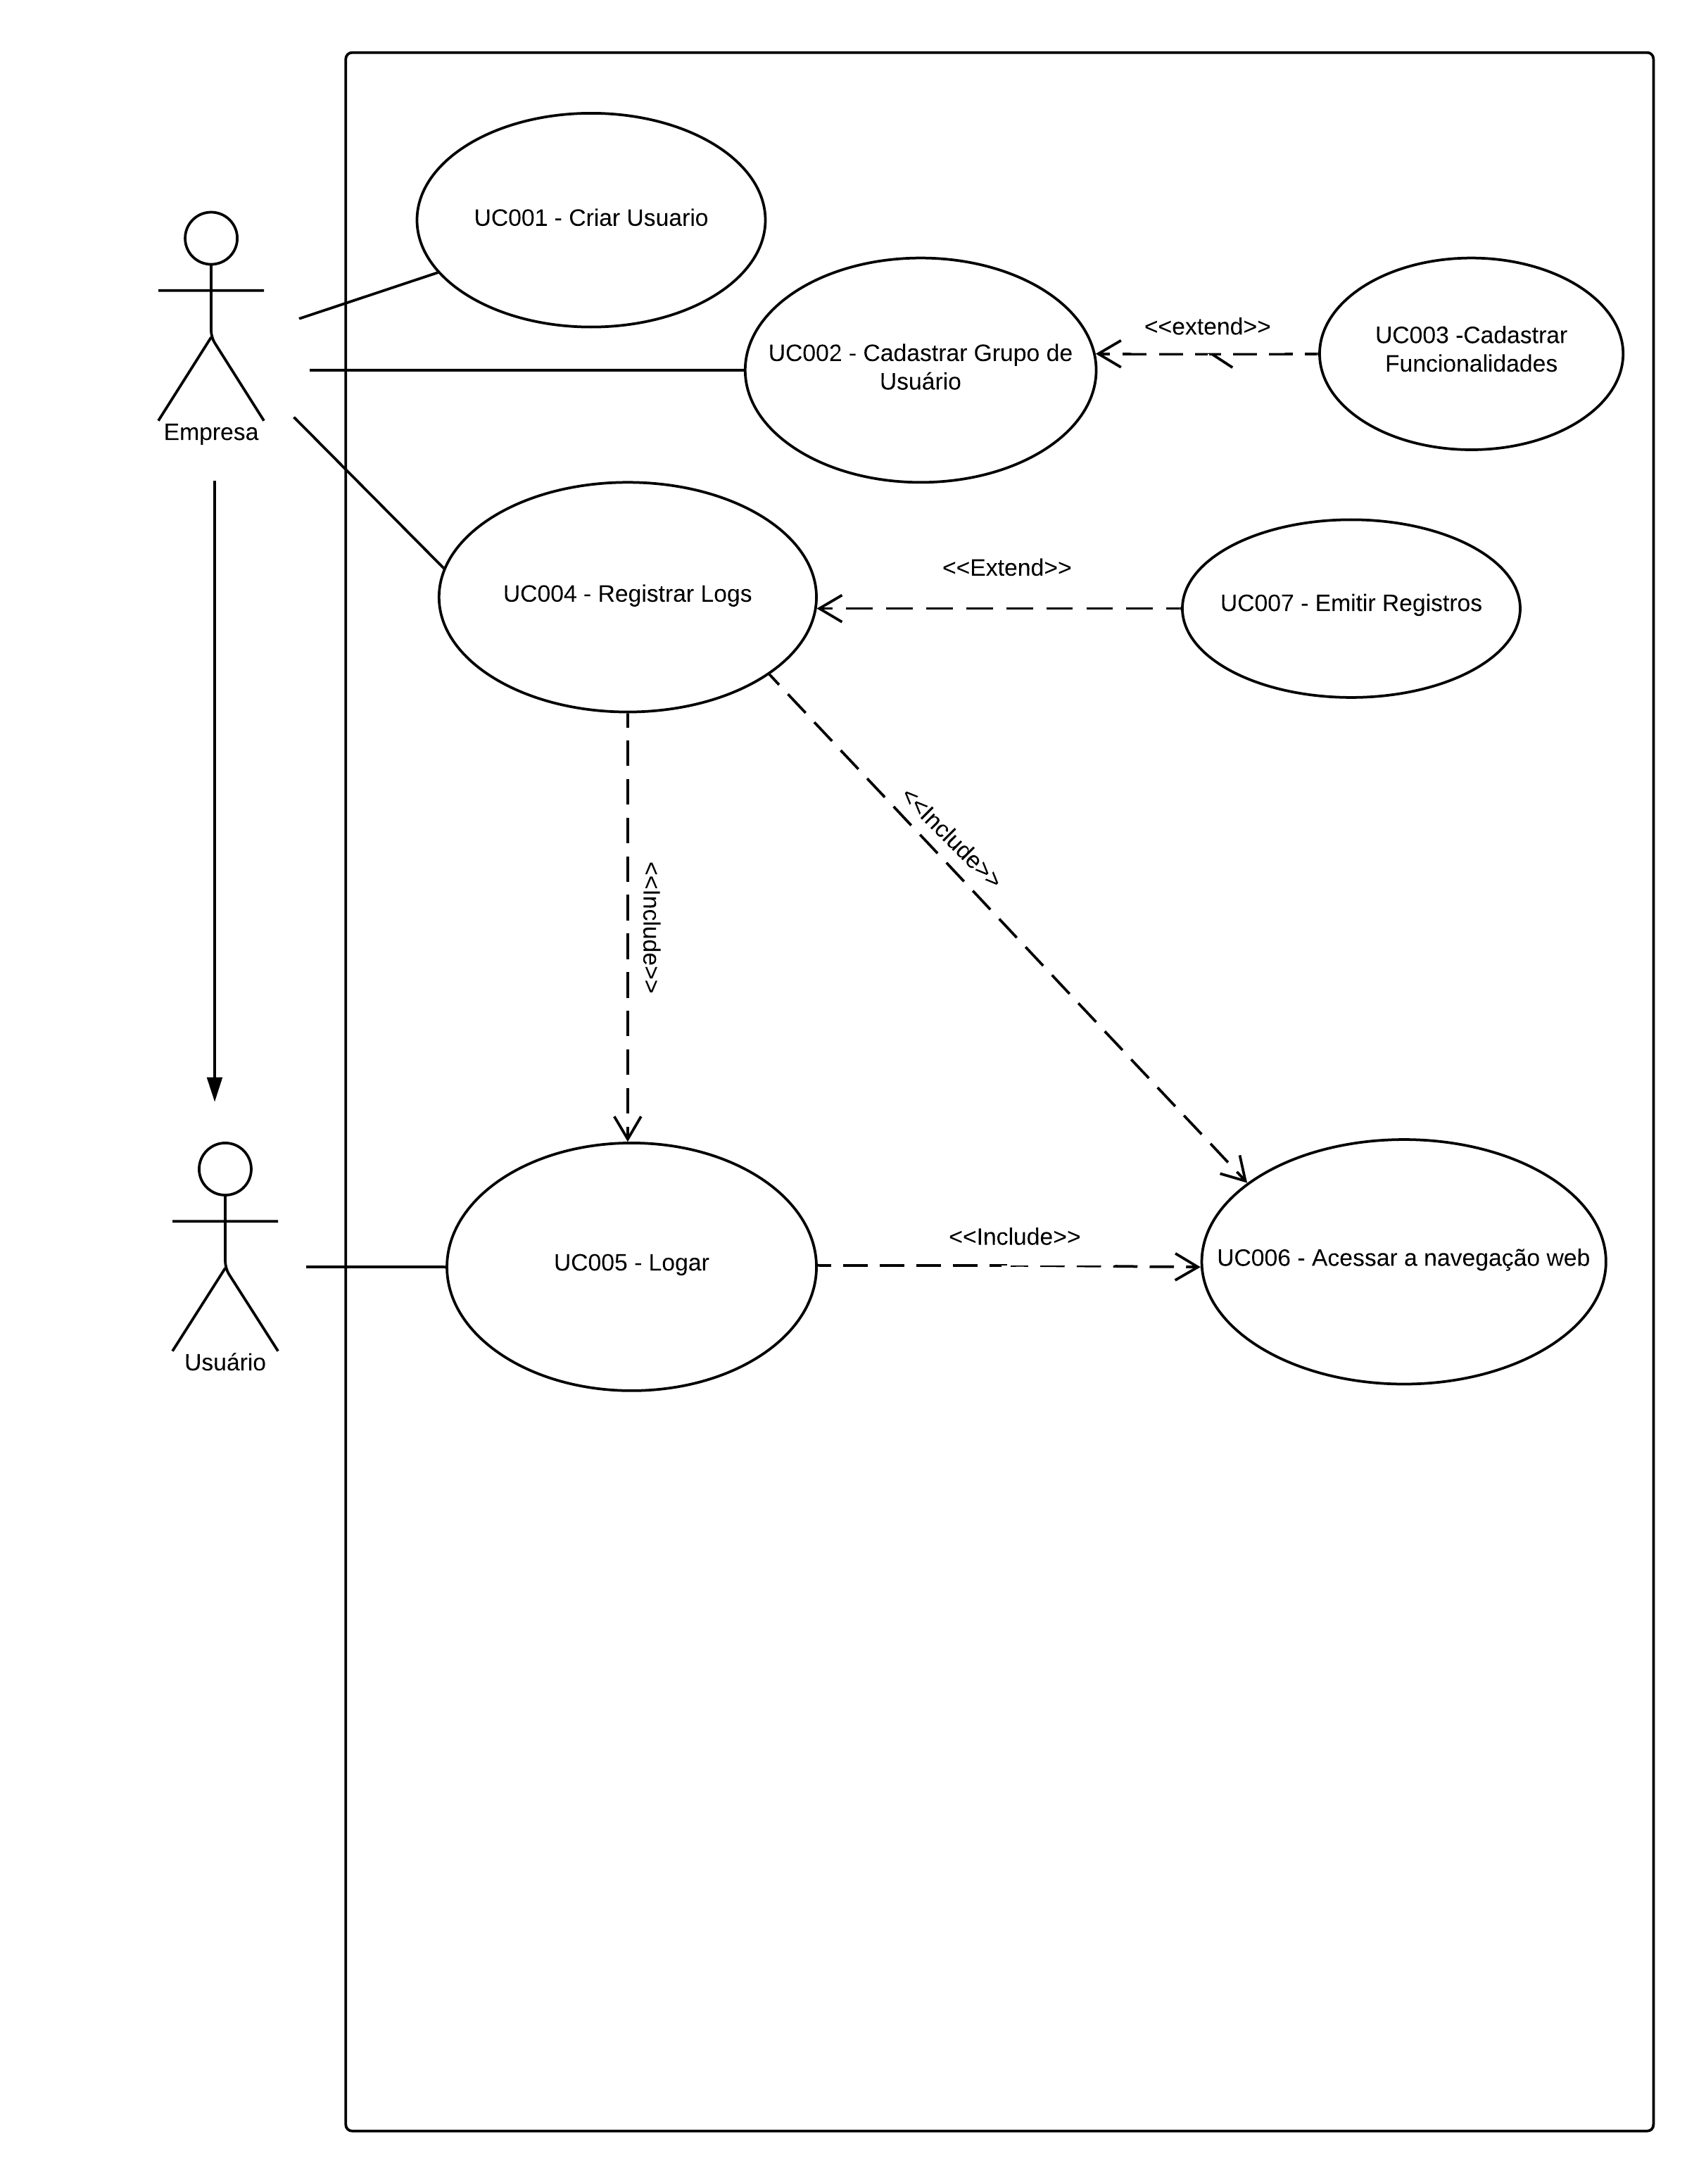 UC001 - Criar Usuario
Empresa
UC002 - Cadastrar Grupo de
Usuário
<<extend>>
UC003 -Cadastrar
Funcionalidades
UC004 - Registrar Logs
<<Extend>>
UC007 - Emitir Registros
<<Include>>
<<Include>>
Usuário
UC005 - Logar
<<Include>>
UC006 - Acessar a navegação web